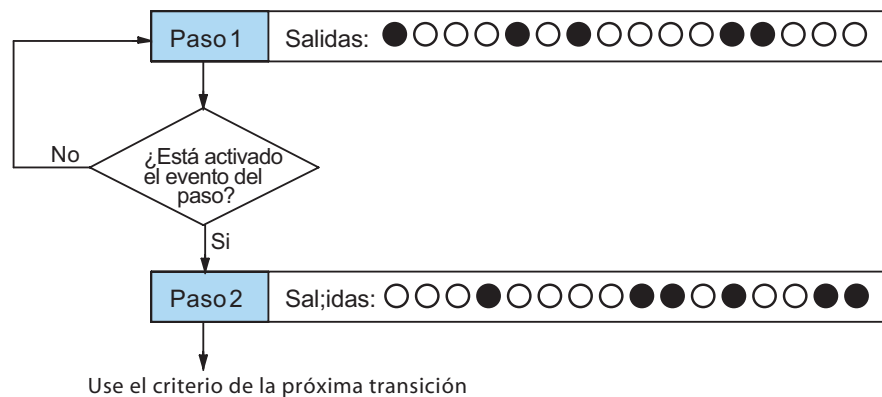 Paso 1 Salidas:
No
¿Está activado
el evento del
paso?
Si
Paso 2 Sal;idas:
Use el criterio de la próxima transición